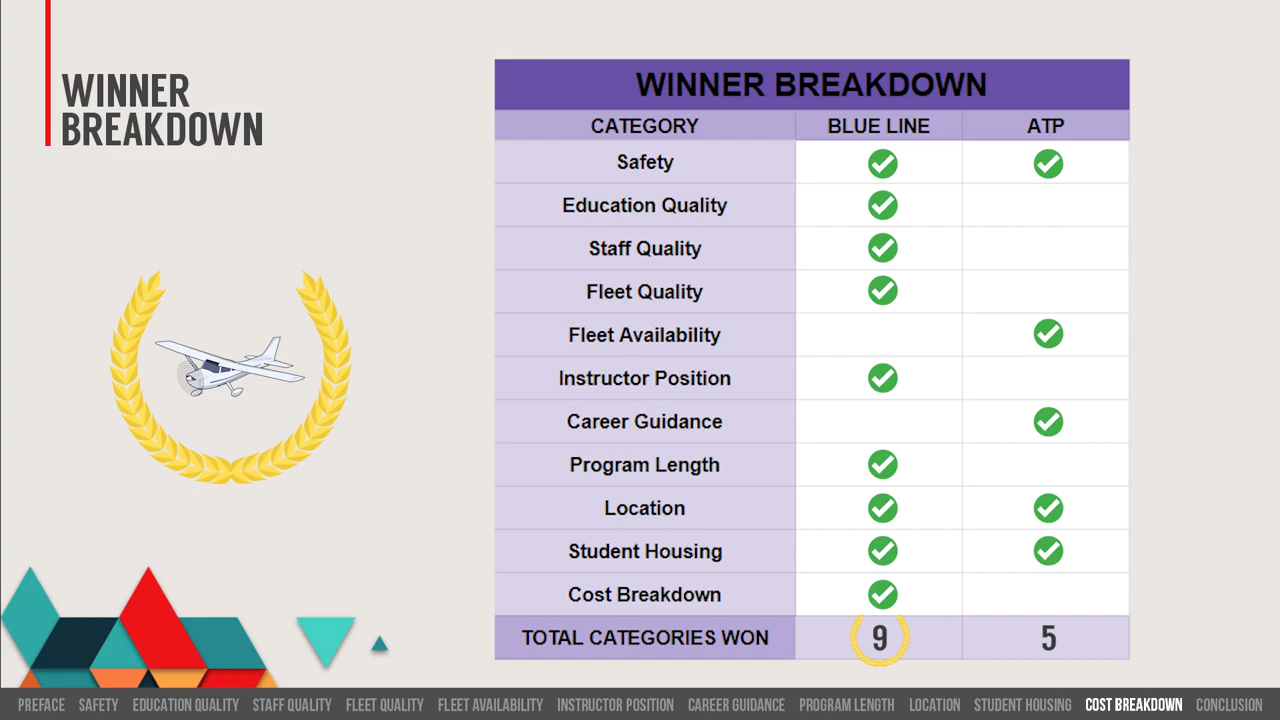 WINNER
BREAKDOWN
WINNER BREAKDOWN
CATEGORY BLUE LINE ATP
Safety
Education Quality
Staff Quality
Fleet Quality
Fleet Availability
Instructor Position
Career Guidance
Program Length
Location
Student Housing
Cost Breakdown
TOTAL CATEGORIES WON 9 5
PREFACE SAFETY EDUCATION QUALITY STAFF QUALITY FLEET QUALITY FLEET AVAILABILITY INSTRUCTOR POSITION CAREER GUIDANCE PROGRAM LENGTH LOCATION STUDENT HOUSING COST BREAKDOWN CONCLUSION